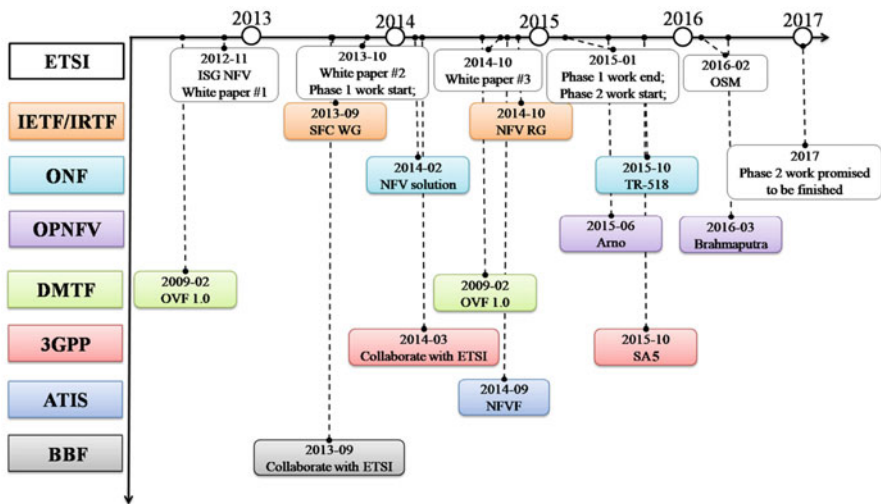 2013
2014
2015
2016
2017
ETSI
2012-11
ISG NFV
White paper #1
2013-10
White paper #2
Phase 1 work start;
2014-10
White paper #3
2015-01
Phase 1 work end;
Phase 2 work start;
2016-02
OSM
IETF/IRTF
2013-09
SFC WG
2014-10
NFV RG
2017
Phase 2 work promised
to be finished
ONF
2014-02
NFV solution
2015-10
TR-518
OPNFV
2015-06
Arno
2016-03
Brahmaputra
DMTF
2009-02
OVF 1.0
2009-02
OVF 1.0
3GPP
2014-03
Collaborate with ETSI
2015-10
SA5
ATIS
2014-09
NFVF
BBF
2013-09
Collaborate with ETSI